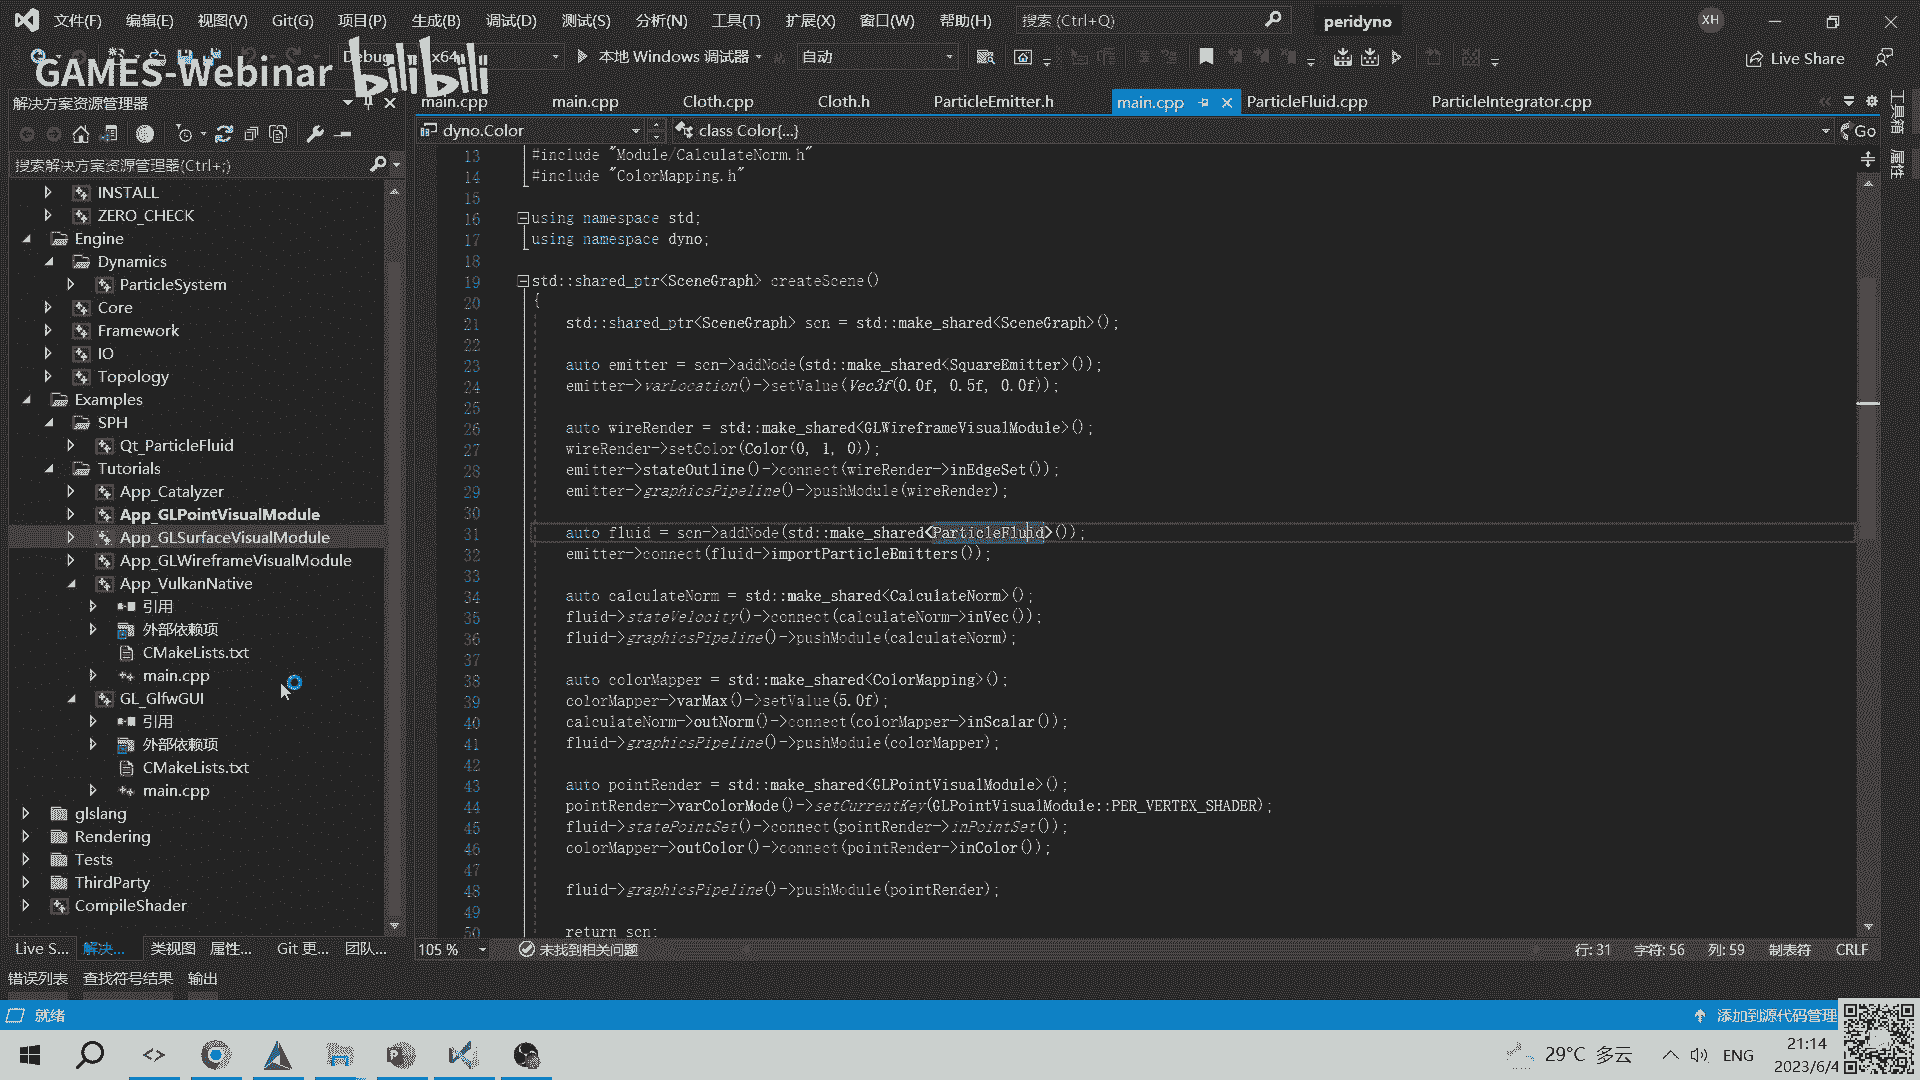 文件(F) 编辑(E) 视图(V) Git(G) 项目(P) 生成(B) 调试(D) 测试(S) 分析(N) 工具(T) 扩展(X) 窗口(W) 帮助(H) 搜索 (Ctrl+Q) peridyno XH
Debug x64 本地 Windows 调试器 自动 Live Share
GAMES-Webinar bilibili
解决方案资源管理器
main.cpp main.cpp Cloth.cpp Cloth.h ParticleEmitter.h main.cpp ParticleFluid.cpp ParticleIntegrator.cpp
工具箱
属性
dyno.Color class Color{...} Go
搜索解决方案资源管理器(Ctrl+;)
INSTALL
ZERO_CHECK
Engine
Dynamics
ParticleSystem
Core
Framework
IO
Topology
Examples
SPH
Qt_ParticleFluid
Tutorials
App_Catalyzer
App_GLPointVisualModule
App_GLSurfaceVisualModule
App_GLWireframeVisualModule
App_VulkanNative
引用
外部依赖项
CMakeLists.txt
main.cpp
GL_GlfwGUI
引用
外部依赖项
CMakeLists.txt
main.cpp
glslang
Rendering
Tests
ThirdParty
CompileShader
13 #include "Module/CalculateNorm.h"
14 #include "ColorMapping.h"
15
16 using namespace std;
17 using namespace dyno;
18
19 std::shared_ptr<SceneGraph> createScene()
20 {
21 std::shared_ptr<SceneGraph> scn = std::make_shared<SceneGraph>();
22
23 auto emitter = scn->addNode(std::make_shared<SquareEmitter>());
24 emitter->varLocation()->setValue(Vec3f(0.0f, 0.5f, 0.0f));
25
26 auto wireRender = std::make_shared<GLWireframeVisualModule>();
27 wireRender->setColor(Color(0, 1, 0));
28 emitter->stateOutline()->connect(wireRender->inEdgeSet());
29 emitter->graphicsPipeline()->pushModule(wireRender);
30
31 auto fluid = scn->addNode(std::make_shared<ParticleFluid>());
32 emitter->connect(fluid->importParticleEmitters());
33
34 auto calculateNorm = std::make_shared<CalculateNorm>();
35 fluid->stateVelocity()->connect(calculateNorm->inVec());
36 fluid->graphicsPipeline()->pushModule(calculateNorm);
37
38 auto colorMapper = std::make_shared<ColorMapping>();
39 colorMapper->varMax()->setValue(5.0f);
40 calculateNorm->outNorm()->connect(colorMapper->inScalar());
41 fluid->graphicsPipeline()->pushModule(colorMapper);
42
43 auto pointRender = std::make_shared<GLPointVisualModule>();
44 pointRender->varColorMode()->setCurrentKey(GLPointVisualModule::PER_VERTEX_SHADER);
45 fluid->statePointSet()->connect(pointRender->inPointSet());
46 colorMapper->outColor()->connect(pointRender->inColor());
47
48 fluid->graphicsPipeline()->pushModule(pointRender);
49
50 return scn;
Live S... 解决... 类视图 属性... Git 更... 团队...
105 % 未找到相关问题 行: 31 字符: 56 列: 59 制表符 CRLF
错误列表 查找符号结果 输出
就绪 添加到源代码管理
29°C 多云 ENG 21:14
2023/6/4